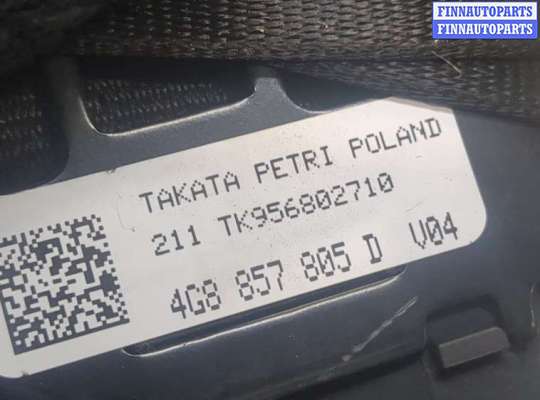 FINNAUTOPARTS
FINNAUTOPARTS
TAKATA PETRI POLAND
211 TK956802710
4G8 857 805 D V04